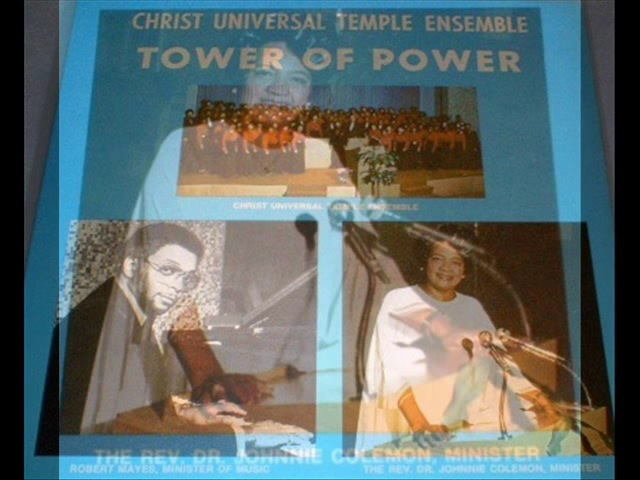 CHRIST UNIVERSAL TEMPLE ENSEMBLE
TOWER OF POWER
CHRIST UNIVERSAL TEMPLE ENSEMBLE
THE REV. DR. JOHNNIE COLEMON, MINISTER
ROBERT MAYES, MINISTER OF MUSIC
THE REV. DR. JOHNNIE COLEMON, MINISTER